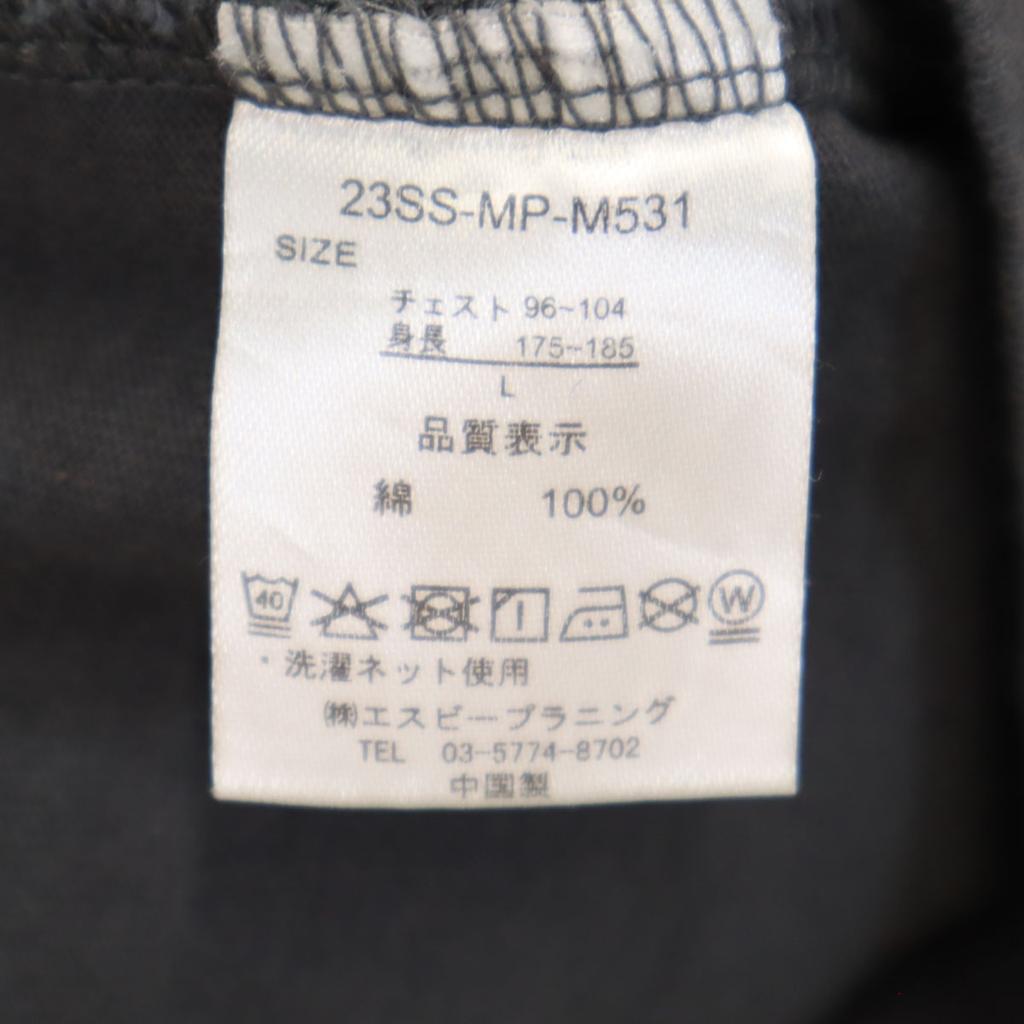 23SS-MP-M531
SIZE
チェスト 96~104
身長 175~185
L
品質表示
綿 100%
40 W
・洗濯ネット使用
㈱エスピープラニング
TEL 03-5774-8702
中国製